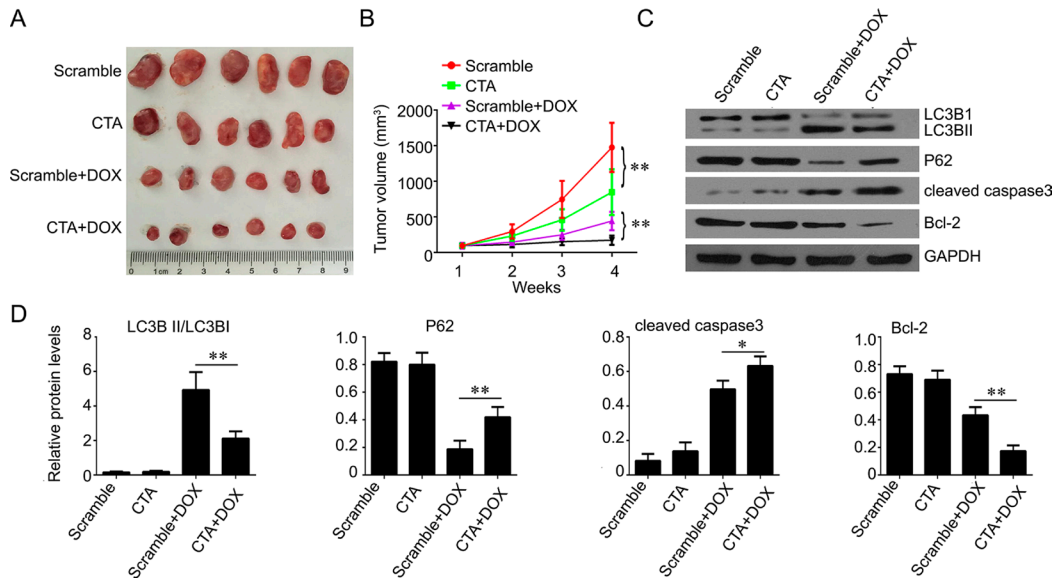 A
Scramble
CTA
Scramble+DOX
CTA+DOX
0 1cm 2 3 4 5 6 7 8 9
B
Scramble
CTA
Scramble+DOX
CTA+DOX
Tumor volume (mm³)
2000
1500
1000
500
0
**
**
1 2 3 4
Weeks
C
Scramble
CTA
Scramble+DOX
CTA+DOX
LC3B1
LC3BII
P62
cleaved caspase3
Bcl-2
GAPDH
D
Relative protein levels
LC3B II/LC3BI
8
6
4
2
0
**
Scramble
CTA
Scramble+DOX
CTA+DOX
P62
1.0
0.8
0.6
0.4
0.2
0
**
Scramble
CTA
Scramble+DOX
CTA+DOX
cleaved caspase3
0.8
0.6
0.4
0.2
0
*
Scramble
CTA
Scramble+DOX
CTA+DOX
Bcl-2
1.0
0.8
0.6
0.4
0.2
0
**
Scramble
CTA
Scramble+DOX
CTA+DOX